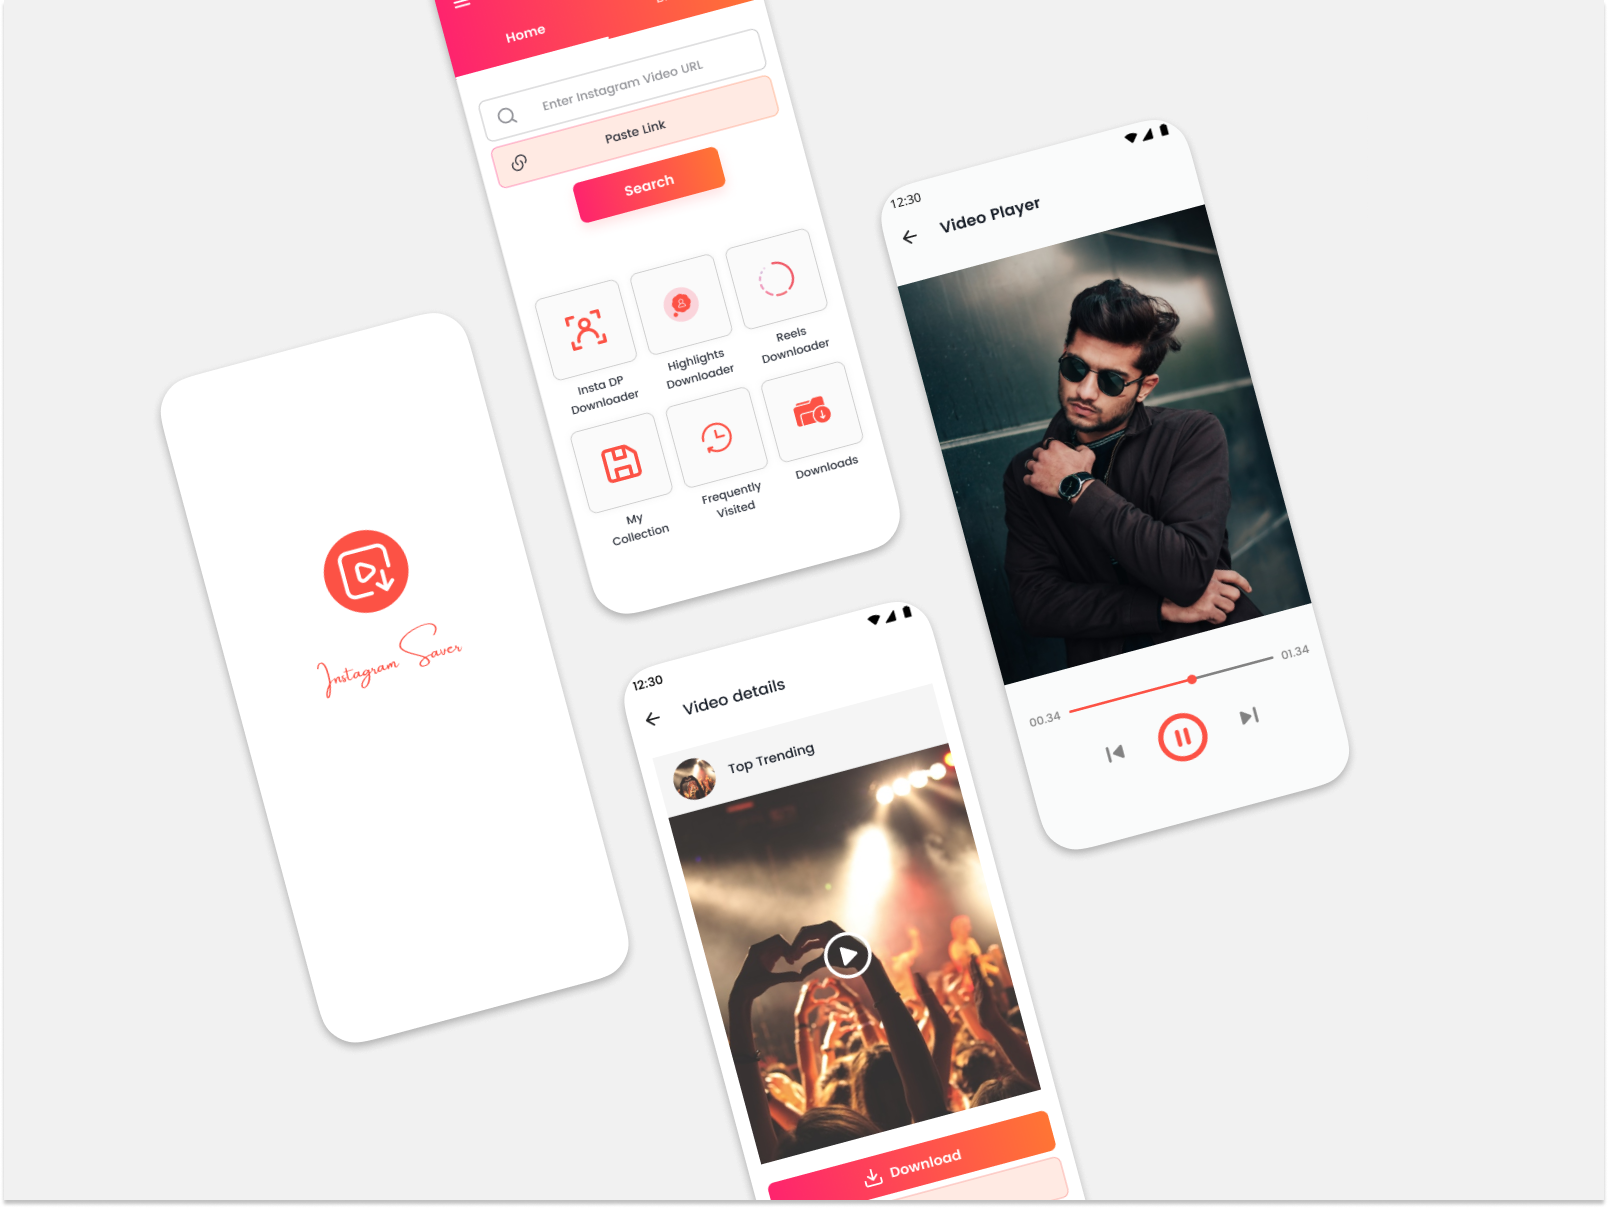 Home
Enter Instagram Video URL
Paste Link
Search
Insta DP
Downloader
Highlights
Downloader
Reels
Downloader
My
Collection
Frequently
Visited
Downloads
Instagram Saver
12:30
Video Player
00.34
01.34
12:30
Video details
Top Trending
Download